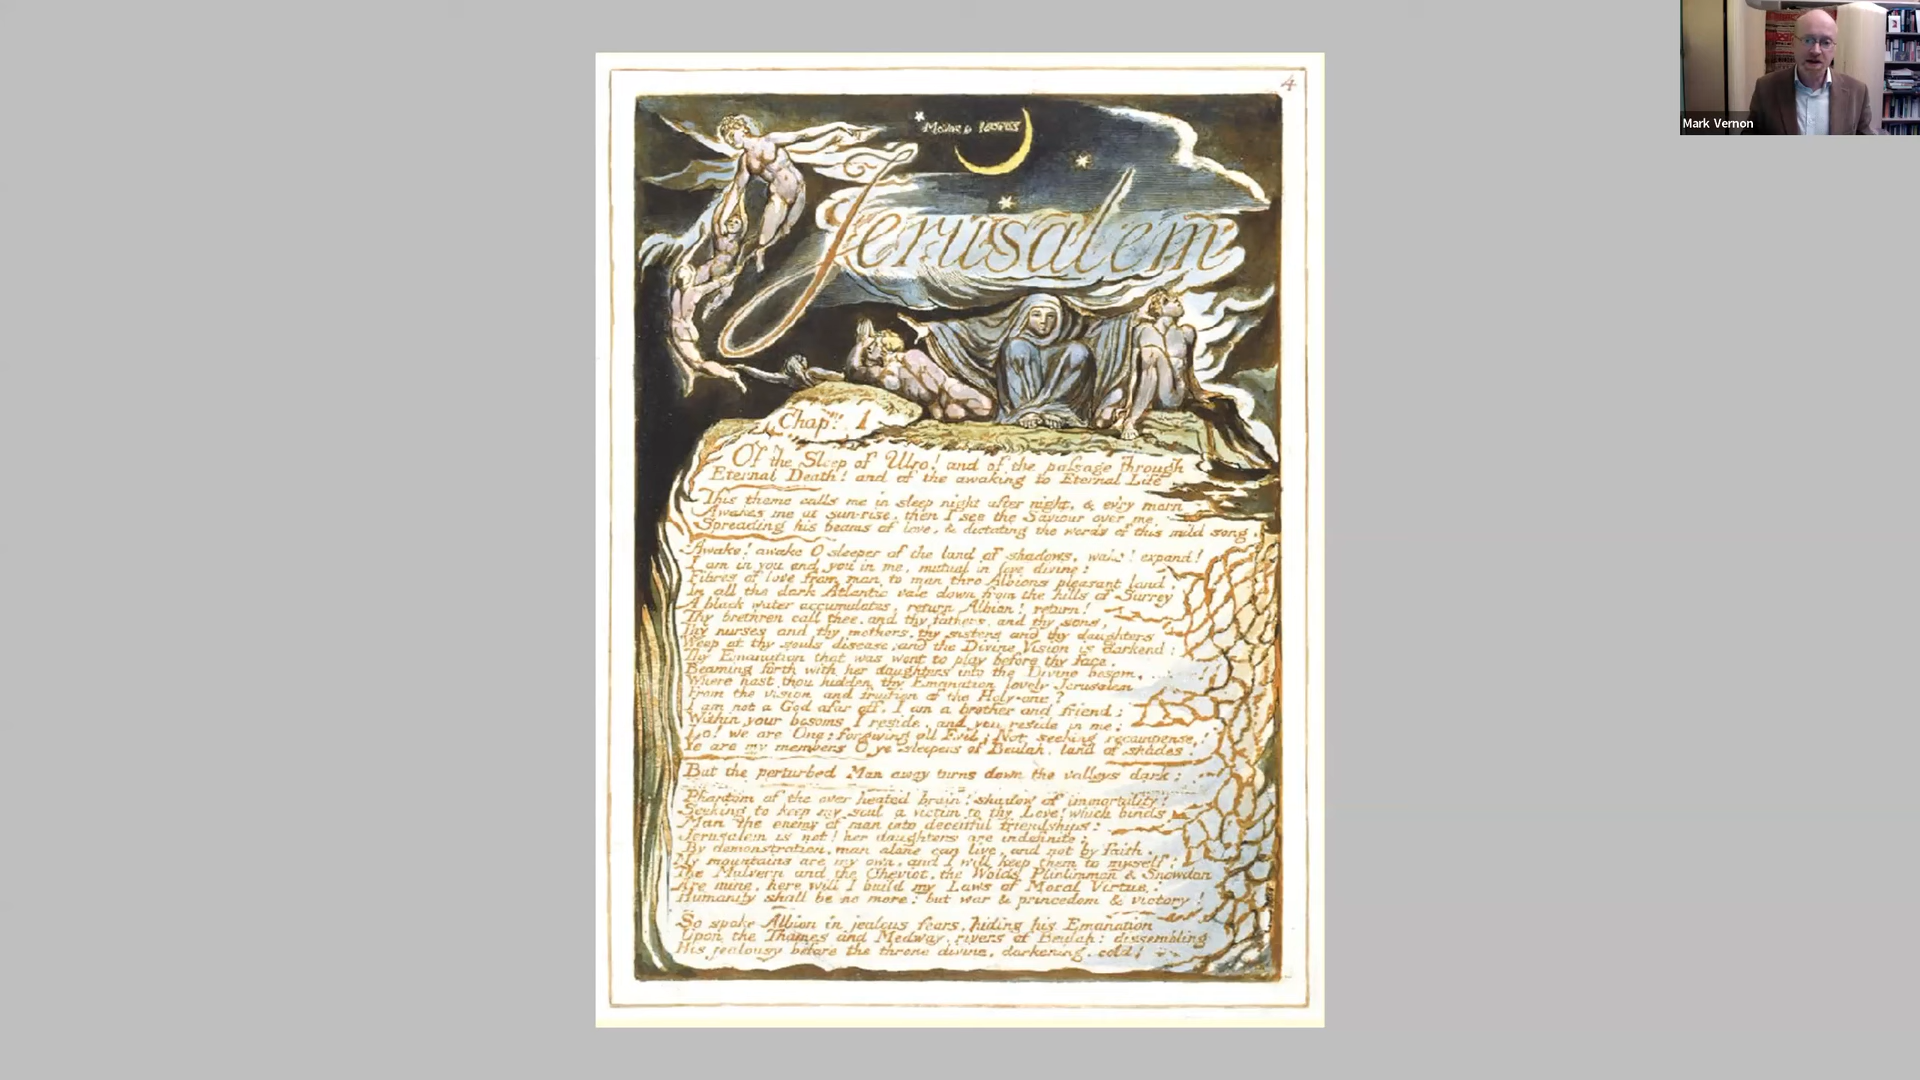 4
Jerusalem
Chap: 1
Of the Sleep of Ulro! and of the passage through
Eternal Death! and of the awaking to Eternal Life
This theme calls me in sleep night after night, & ev'ry morn
Awakes me at sun-rise, then I see the Saviour over me
Spreading his beams of love, & dictating the words of this mild song.
Awake! awake O sleeper of the land of shadows, wake! expand!
I am in you and you in me, mutual in love divine:
Fibres of love from man to man thro Albions pleasant land.
In all the dark Atlantic vale down from the hills of Surrey
A black water accumulates, return Albion! return!
Thy brethren call thee, and thy fathers, and thy sons,
Thy nurses and thy mothers, thy sisters and thy daughters
Weep at thy souls disease, and the Divine Vision is darkend:
Thy Emanation that was wont to play before thy face,
Beaming forth with her daughters into the Divine bosom,
Where hast thou hidden thy Emanation lovely Jerusalem
From the vision and fruition of the Holy-one?
I am not a God afar off, I am a brother and friend;
Within your bosoms I reside, and you reside in me:
Lo! we are One; forgiving all Evil; Not seeking recompense,
Ye are my members O ye sleepers of Beulah, land of shades!
But the perturbed Man away turns down the valleys dark;
Phantom of the over heated brain! shadow of immortality!
Seeking to keep my soul a victim to thy Love! which binds
Man the enemy of man into deceitful friendships:
Jerusalem is not! her daughters are indefinite:
By demonstration, man alone can live, and not by faith.
My mountains are my own, and I will keep them to myself:
The Malvern and the Cheviot, the Wolds Plinlimmon & Snowdon
Are mine, here will I build my Laws of Moral Virtue:
Humanity shall be no more: but war & princedom & victory!
So spoke Albion in jealous fears, hiding his Emanation
Upon the Thames and Medway, rivers of Beulah: dissembling
His jealousy before the throne divine, darkening, cold!
Mark Vernon